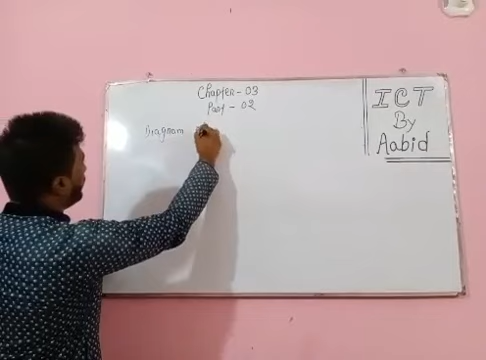 Chapter - 03
Part - 02
Diagram
ICT
By
Aabid